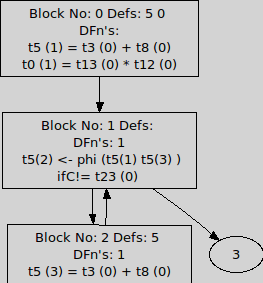 Block No: 0 Defs: 5 0
DFn's:
t5 (1) = t3 (0) + t8 (0)
t0 (1) = t13 (0) * t12 (0)
Block No: 1 Defs:
DFn's: 1
t5(2) <- phi (t5(1) t5(3) )
ifC!= t23 (0)
Block No: 2 Defs: 5
DFn's: 1
t5 (3) = t3 (0) + t8 (0)
3